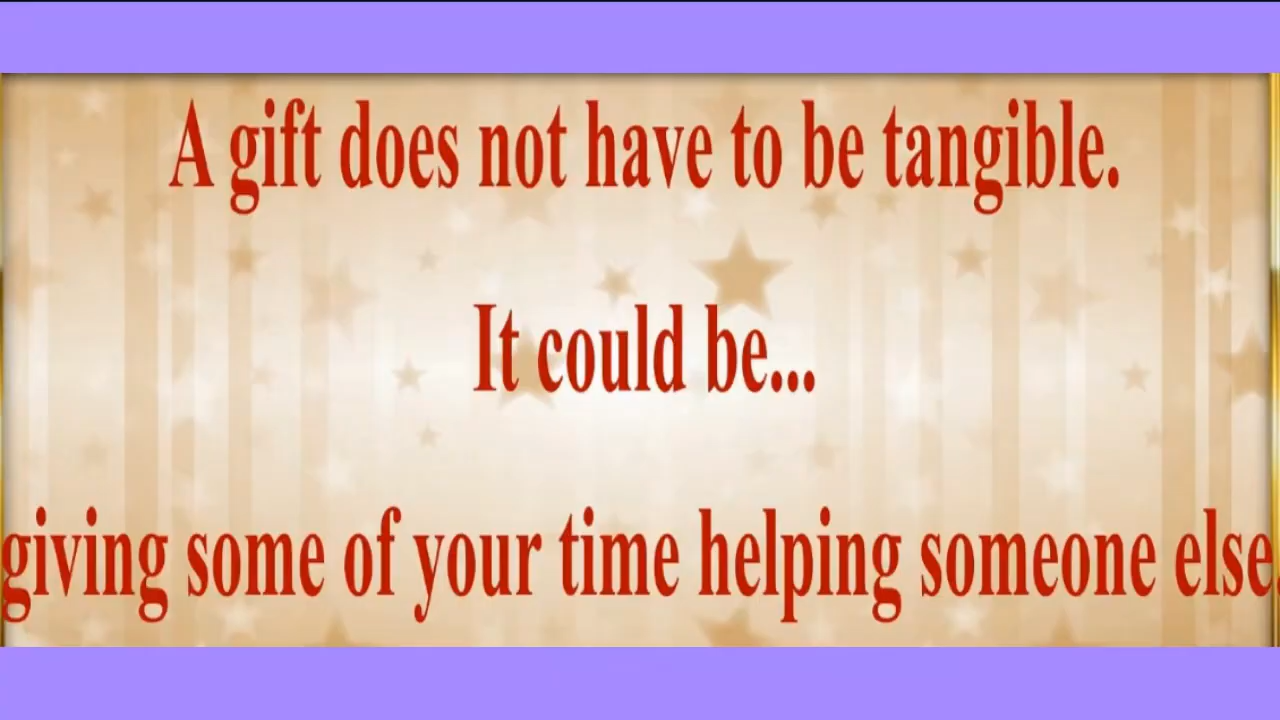 A gift does not have to be tangible.
It could be...
giving some of your time helping someone else.